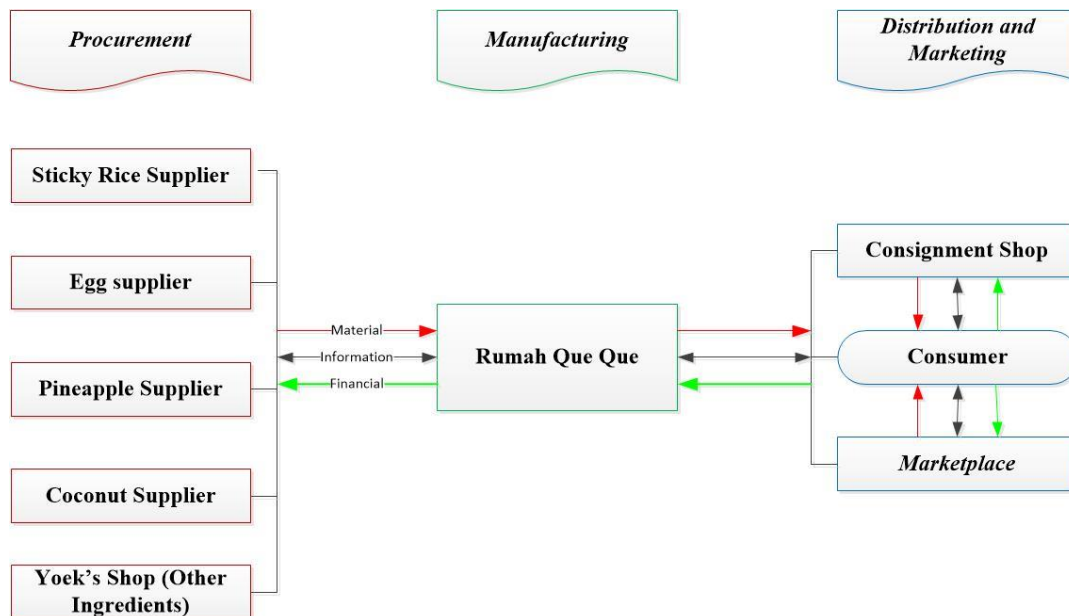 Procurement
Manufacturing
Distribution and
Marketing
Sticky Rice Supplier
Egg supplier
Pineapple Supplier
Coconut Supplier
Yoek’s Shop (Other
Ingredients)
Material
Information
Financial
Rumah Que Que
Consignment Shop
Consumer
Marketplace